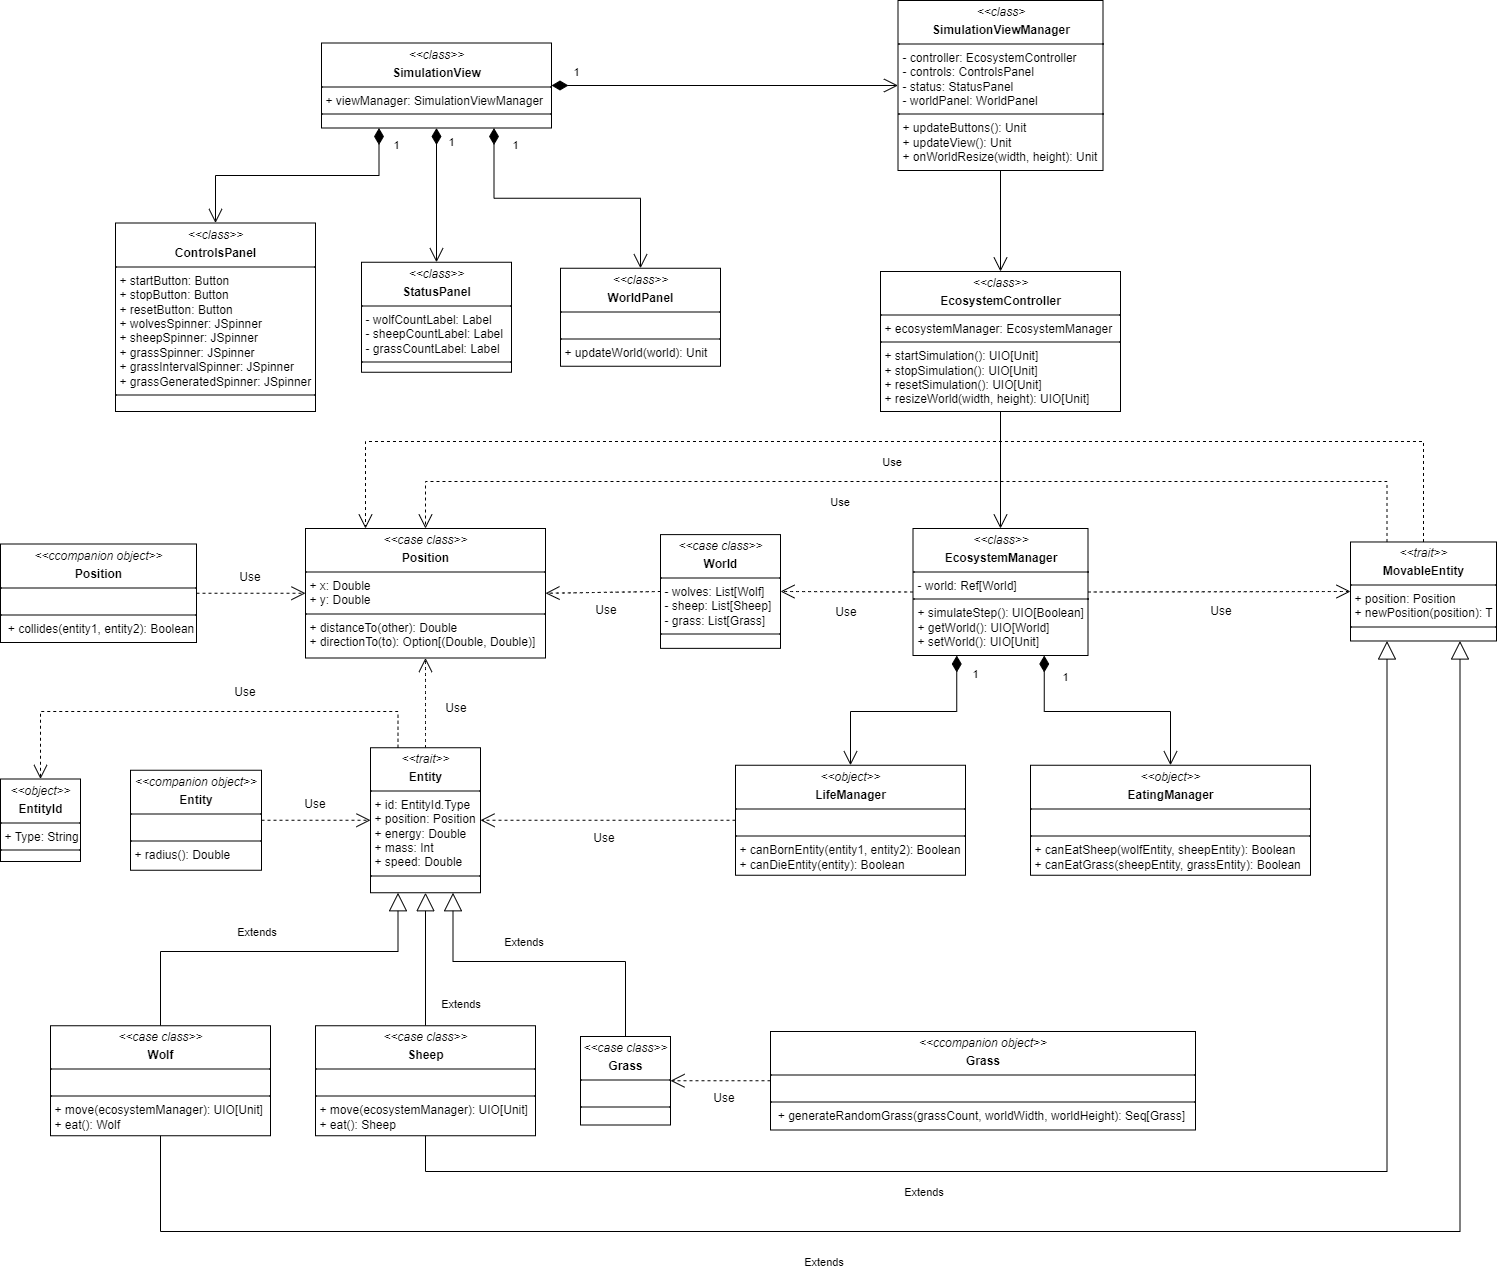 <<class>
SimulationViewManager
- controller: EcosystemController
- controls: ControlsPanel
- status: StatusPanel
- worldPanel: WorldPanel
+ updateButtons(): Unit
+ updateView(): Unit
+ onWorldResize(width, height): Unit
<<class>>
SimulationView
+ viewManager: SimulationViewManager
1
1
1
1
<<class>>
ControlsPanel
+ startButton: Button
+ stopButton: Button
+ resetButton: Button
+ wolvesSpinner: JSpinner
+ sheepSpinner: JSpinner
+ grassSpinner: JSpinner
+ grassIntervalSpinner: JSpinner
+ grassGeneratedSpinner: JSpinner
<<class>>
StatusPanel
- wolfCountLabel: Label
- sheepCountLabel: Label
- grassCountLabel: Label
<<class>>
WorldPanel
+ updateWorld(world): Unit
<<class>>
EcosystemController
+ ecosystemManager: EcosystemManager
+ startSimulation(): UIO[Unit]
+ stopSimulation(): UIO[Unit]
+ resetSimulation(): UIO[Unit]
+ resizeWorld(width, height): UIO[Unit]
Use
Use
<<ccompanion object>>
Position
+ collides(entity1, entity2): Boolean
Use
<<case class>>
Position
+ x: Double
+ y: Double
+ distanceTo(other): Double
+ directionTo(to): Option[(Double, Double)]
Use
<<case class>>
World
- wolves: List[Wolf]
- sheep: List[Sheep]
- grass: List[Grass]
Use
<<class>>
EcosystemManager
- world: Ref[World]
+ simulateStep(): UIO[Boolean]
+ getWorld(): UIO[World]
+ setWorld(): UIO[Unit]
Use
<<trait>>
MovableEntity
+ position: Position
+ newPosition(position): T
1
1
Use
Use
<<object>>
EntityId
+ Type: String
<<companion object>>
Entity
+ radius(): Double
Use
<<trait>>
Entity
+ id: EntityId.Type
+ position: Position
+ energy: Double
+ mass: Int
+ speed: Double
Use
<<object>>
LifeManager
+ canBornEntity(entity1, entity2): Boolean
+ canDieEntity(entity): Boolean
<<object>>
EatingManager
+ canEatSheep(wolfEntity, sheepEntity): Boolean
+ canEatGrass(sheepEntity, grassEntity): Boolean
Extends
Extends
Extends
<<case class>>
Wolf
+ move(ecosystemManager): UIO[Unit]
+ eat(): Wolf
<<case class>>
Sheep
+ move(ecosystemManager): UIO[Unit]
+ eat(): Sheep
<<case class>>
Grass
Use
<<ccompanion object>>
Grass
+ generateRandomGrass(grassCount, worldWidth, worldHeight): Seq[Grass]
Extends
Extends